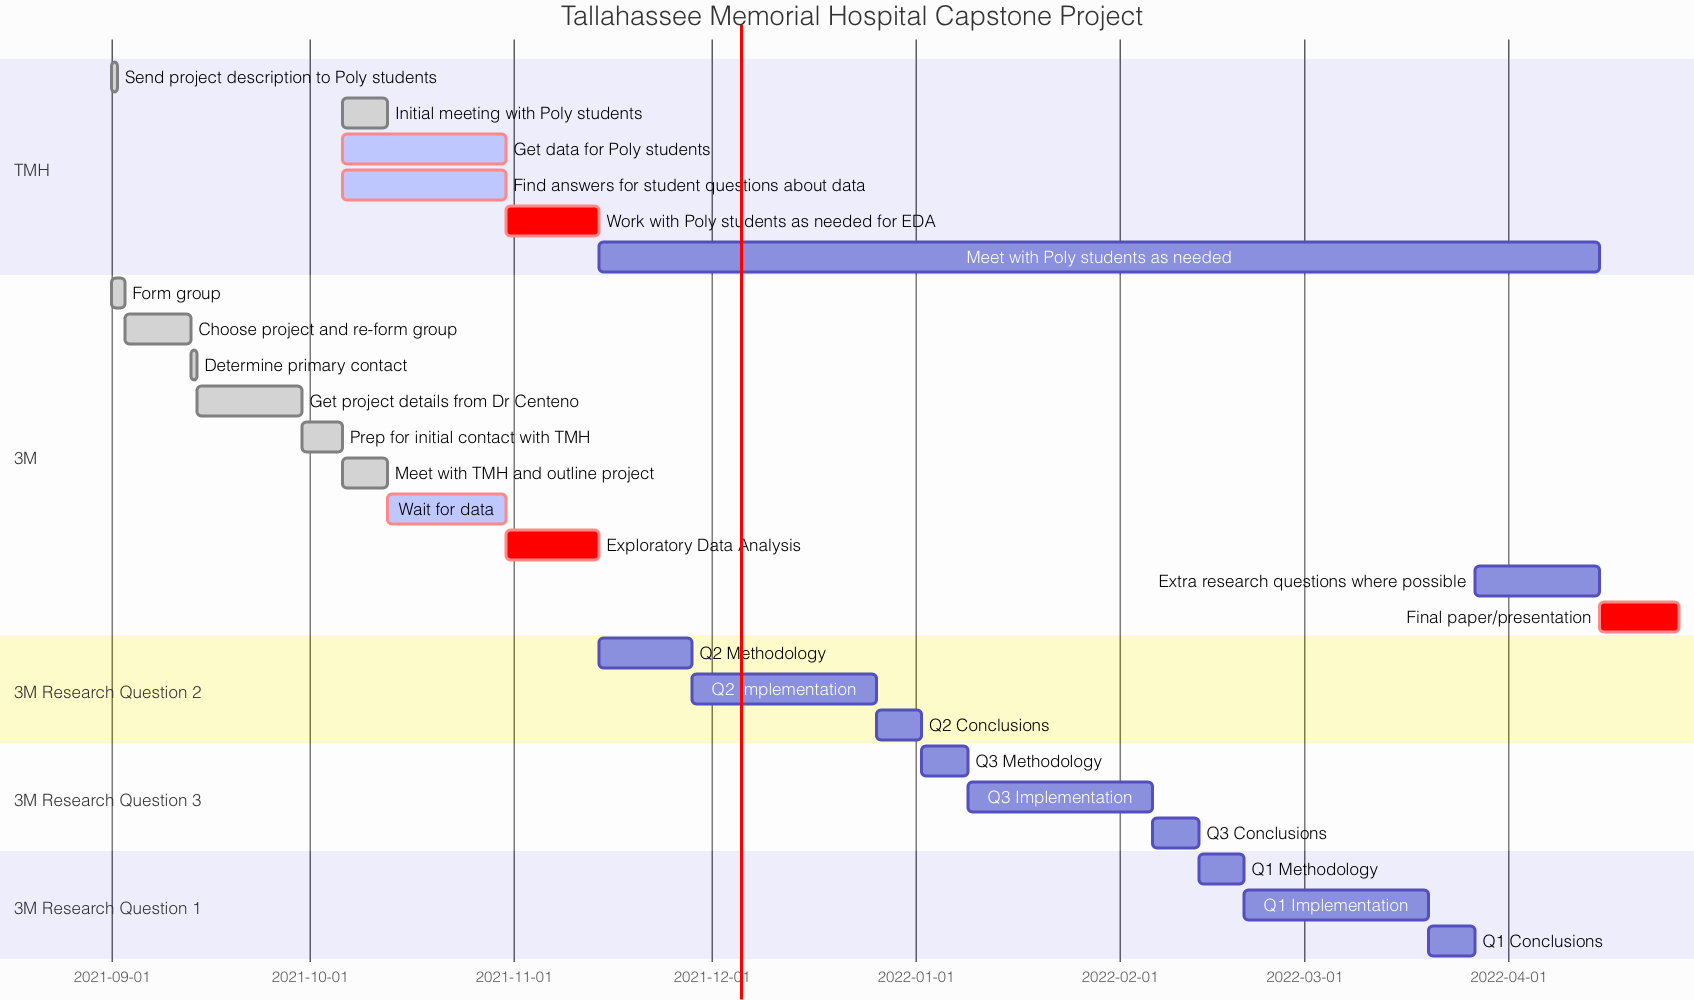 Tallahassee Memorial Hospital Capstone Project
TMH
Send project description to Poly students
Initial meeting with Poly students
Get data for Poly students
Find answers for student questions about data
Work with Poly students as needed for EDA
Meet with Poly students as needed
3M
Form group
Choose project and re-form group
Determine primary contact
Get project details from Dr Centeno
Prep for initial contact with TMH
Meet with TMH and outline project
Wait for data
Exploratory Data Analysis
Extra research questions where possible
Final paper/presentation
3M Research Question 2
Q2 Methodology
Q2 Implementation
Q2 Conclusions
3M Research Question 3
Q3 Methodology
Q3 Implementation
Q3 Conclusions
3M Research Question 1
Q1 Methodology
Q1 Implementation
Q1 Conclusions
2021-09-01 2021-10-01 2021-11-01 2021-12-01 2022-01-01 2022-02-01 2022-03-01 2022-04-01